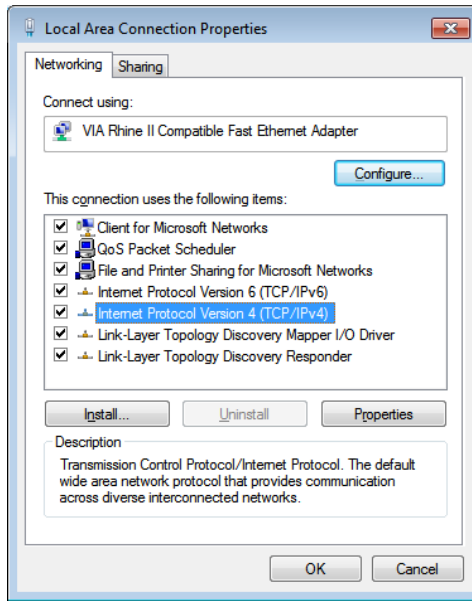 Local Area Connection Properties
Networking
Sharing
Connect using:
VIA Rhine II Compatible Fast Ethernet Adapter
Configure...
This connection uses the following items:
Client for Microsoft Networks
QoS Packet Scheduler
File and Printer Sharing for Microsoft Networks
Internet Protocol Version 6 (TCP/IPv6)
Internet Protocol Version 4 (TCP/IPv4)
Link-Layer Topology Discovery Mapper I/O Driver
Link-Layer Topology Discovery Responder
Install...
Uninstall
Properties
Description
Transmission Control Protocol/Internet Protocol. The default
wide area network protocol that provides communication
across diverse interconnected networks.
OK
Cancel